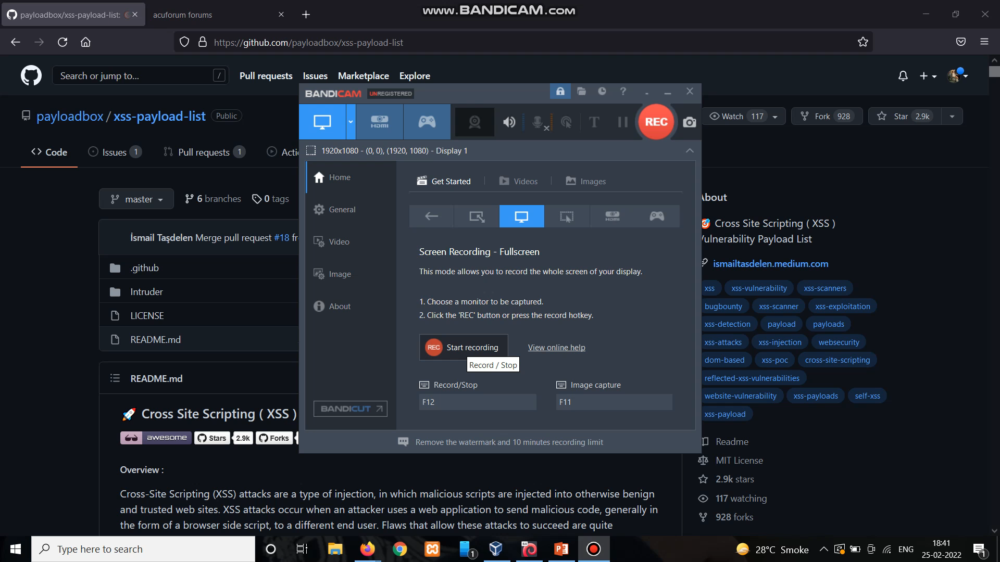 payloadbox/xss-payload-list:
acuforum forums
www.BANDICAM.com
https://github.com/payloadbox/xss-payload-list
Search or jump to...
/
Pull requests
Issues
Marketplace
Explore
BANDICAM
UNREGISTERED
payloadbox / xss-payload-list
Public
HDMI
T
REC
Watch 117
Fork 928
Star 2.9k
Code
Issues 1
Pull requests 1
Acti
1920x1080 - (0, 0), (1920, 1080) - Display 1
Home
General
Video
Image
About
BANDICUT
Get Started
Videos
Images
HDMI
Screen Recording - Fullscreen
This mode allows you to record the whole screen of your display.
1. Choose a monitor to be captured.
2. Click the 'REC' button or press the record hotkey.
REC Start recording
View online help
Record / Stop
Record/Stop
Image capture
F12
F11
Remove the watermark and 10 minutes recording limit
master
6 branches
0 tags
İsmail Taşdelen Merge pull request #18 fr
.github
Intruder
LICENSE
README.md
README.md
Cross Site Scripting ( XSS )
awesome
Stars
2.9k
Forks
Overview :
Cross-Site Scripting (XSS) attacks are a type of injection, in which malicious scripts are injected into otherwise benign
and trusted web sites. XSS attacks occur when an attacker uses a web application to send malicious code, generally in
the form of a browser side script, to a different end user. Flaws that allow these attacks to succeed are quite
About
Cross Site Scripting ( XSS )
Vulnerability Payload List
ismailtasdelen.medium.com
xss
xss-vulnerability
xss-scanners
bugbounty
xss-scanner
xss-exploitation
xss-detection
payload
payloads
xss-attacks
xss-injection
websecurity
dom-based
xss-poc
cross-site-scripting
reflected-xss-vulnerabilities
website-vulnerability
xss-payloads
self-xss
xss-payload
Readme
MIT License
2.9k stars
117 watching
928 forks
Type here to search
1
64
28°C Smoke
ENG
18:41
25-02-2022
1